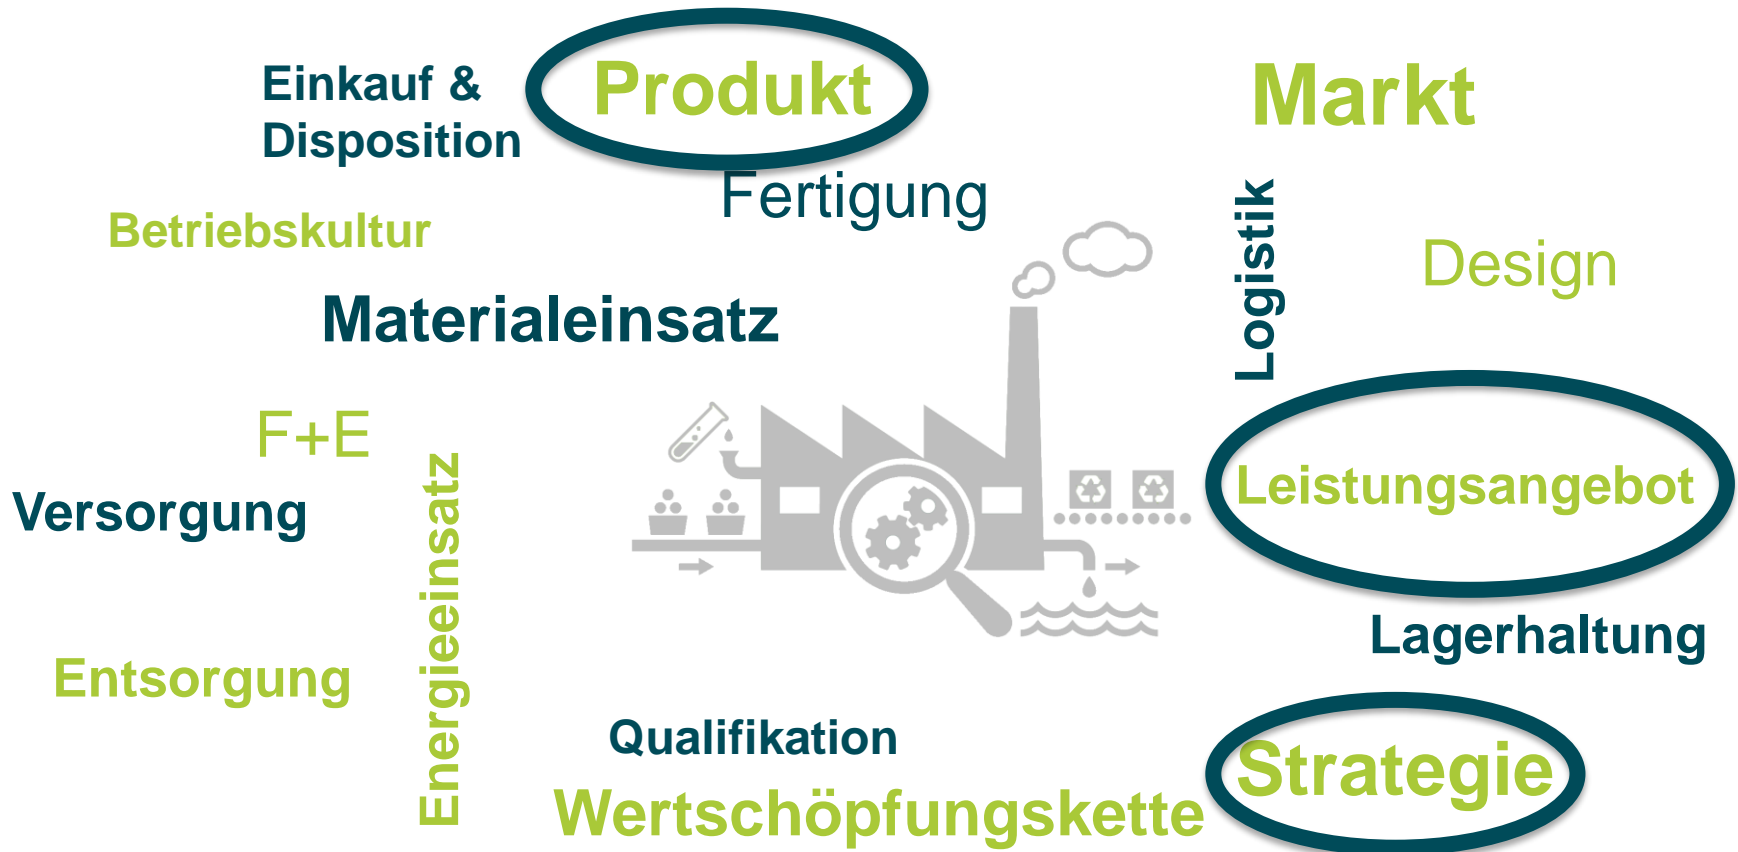 Einkauf &
Disposition
Produkt
Markt
Fertigung
Betriebskultur
Logistik
Design
Materialeinsatz
F+E
Leistungsangebot
Versorgung
Energieeinsatz
Lagerhaltung
Entsorgung
Qualifikation
Strategie
Wertschöpfungskette